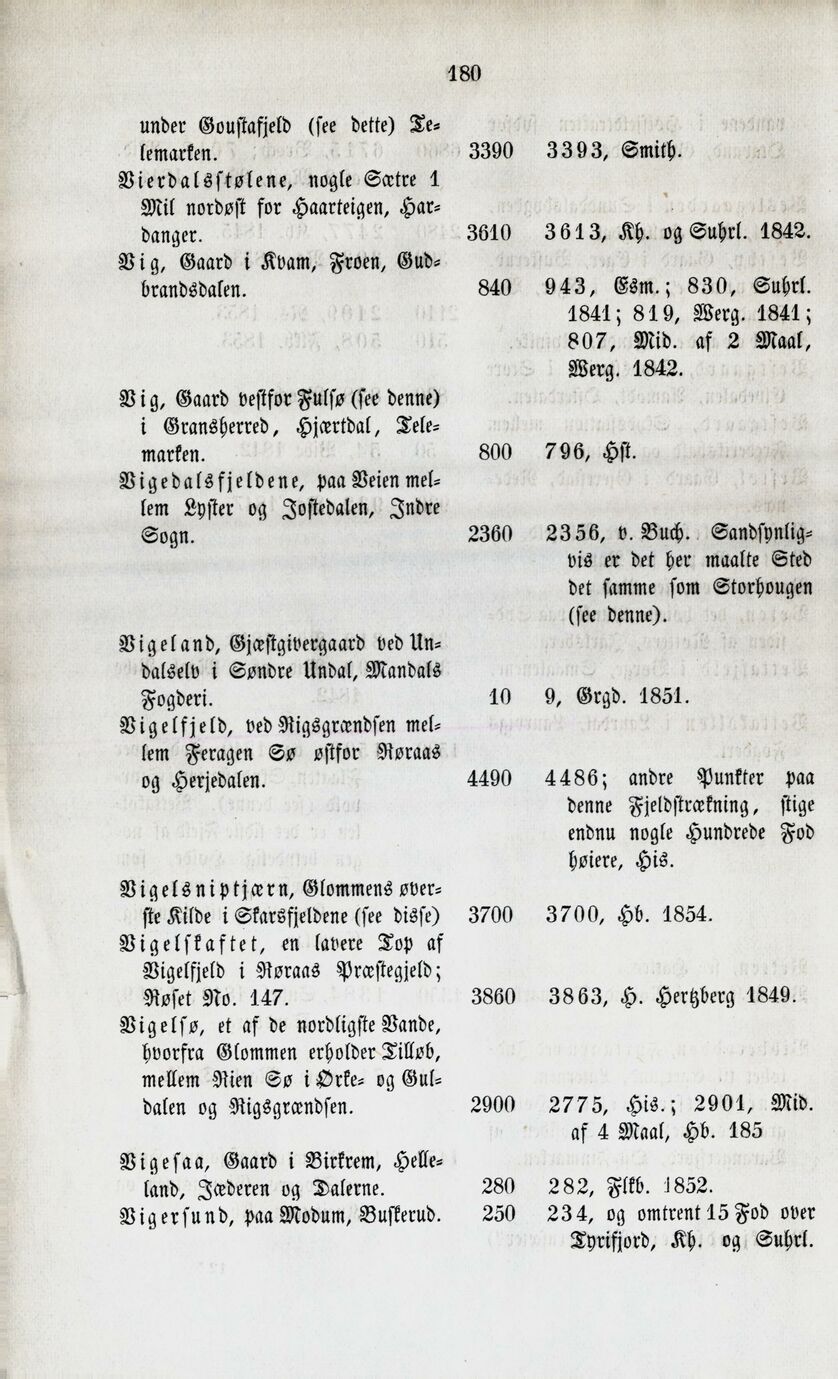 180
under Goustafjeld (see dette) Te-
lemarken. 3390 3393, Smith.
Vierdalsstølene, nogle Sætre 1
Mil nordøst for Haarteigen, Har-
danger. 3610 3613, Kh. og Suhrl. 1842.
Vig, Gaard i Kvam, Froen, Gud-
brandsdalen. 840 943, Esm.; 830, Suhrl.
1841; 819, Werg. 1841;
807, Mid. af 2 Maal,
Werg. 1842.
Vig, Gaard vestfor Fulsø (see denne)
i Gransherred, Hjærtdal, Tele-
marken. 800 796, Hst.
Vigedalsfjeldene, paa Veien mel-
lem Lyster og Jostedalen, Indre
Sogn. 2360 2356, v. Buch. Sandsynlig-
vis er det her maalte Sted
det samme som Storhougen
(see denne).
Vigeland, Gjæstgivergaard ved Un-
dalselv i Søndre Undal, Mandals
Fogderi. 10 9, Grgd. 1851.
Vigelfjeld, ved Rigsgrændsen mel-
lem Feragen Sø østfor Røraas
og Herjedalen. 4490 4486; andre Punkter paa
denne Fjeldstrækning, stige
endnu nogle Hundrede Fod
høiere, His.
Vigelsniptjærn, Glommens øver-
ste Kilde i Skarsfjeldene (see disse) 3700 3700, Hb. 1854.
Vigelskaftet, en lavere Top af
Vigelfjeld i Røraas Præstegjeld;
Røset No. 147. 3860 3863, H. Hertzberg 1849.
Vigelsø, et af de nordligste Vande,
hvorfra Glommen erholder Tilløb,
mellem Rien Sø i Ørke- og Gul-
dalen og Rigsgrændsen. 2900 2775, His.; 2901, Mid.
af 4 Maal, Hb. 185
Vigesaa, Gaard i Birkrem, Helle-
land, Jæderen og Dalerne. 280 282, Flkb. 1852.
Vigersund, paa Modum, Buskerud. 250 234, og omtrent 15 Fod over
Tyrifjord, Kh. og Suhrl.